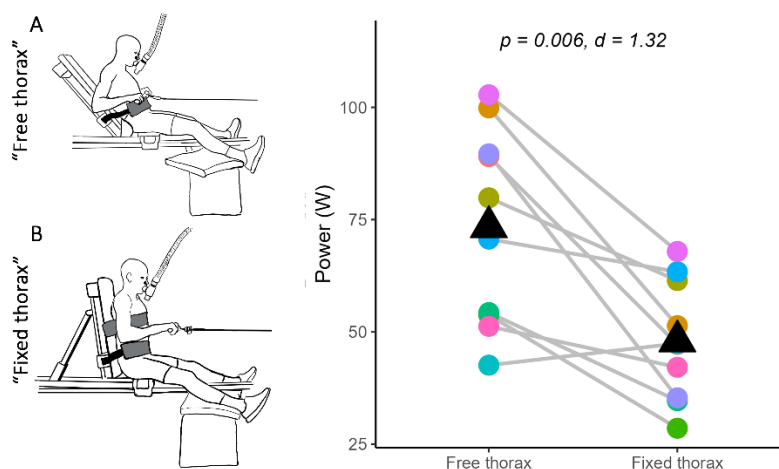 A
“Free thorax”
B
“Fixed thorax”
p = 0.006, d = 1.32
Power (W)
100
75
50
25
Free thorax
Fixed thorax